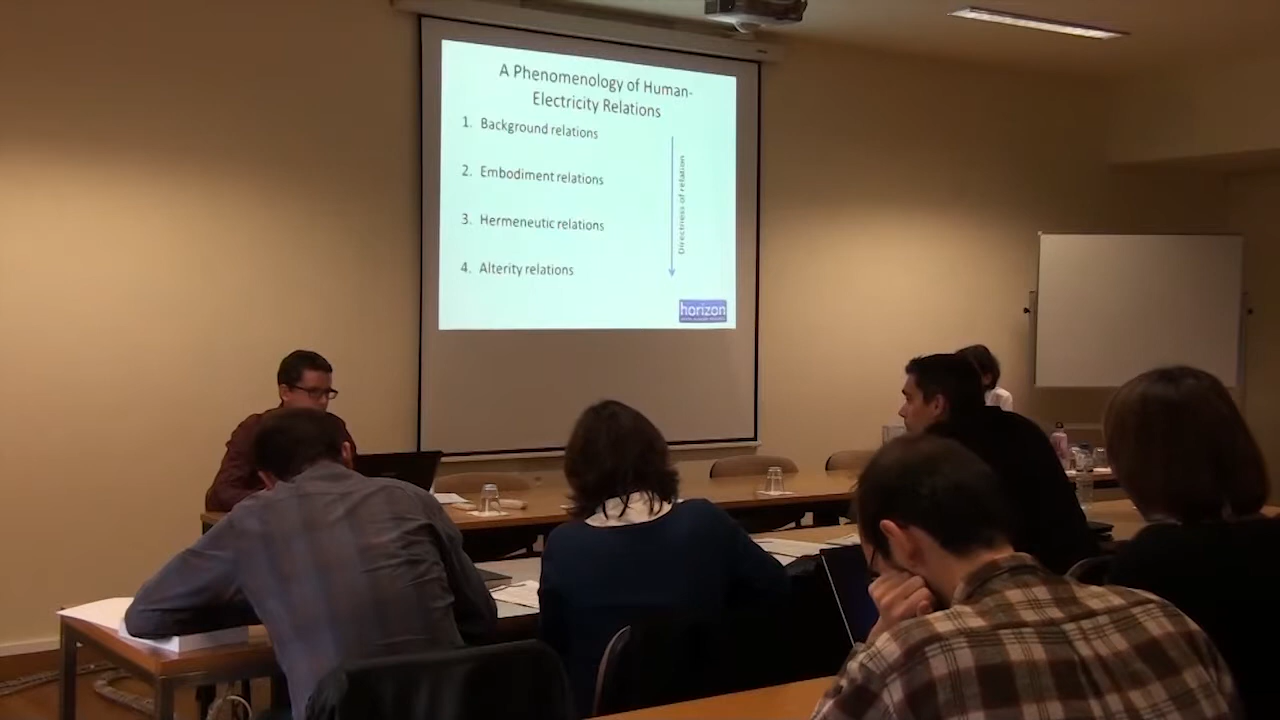 A Phenomenology of Human-
Electricity Relations
1. Background relations
2. Embodiment relations
3. Hermeneutic relations
4. Alterity relations
Directness of relation
horizon